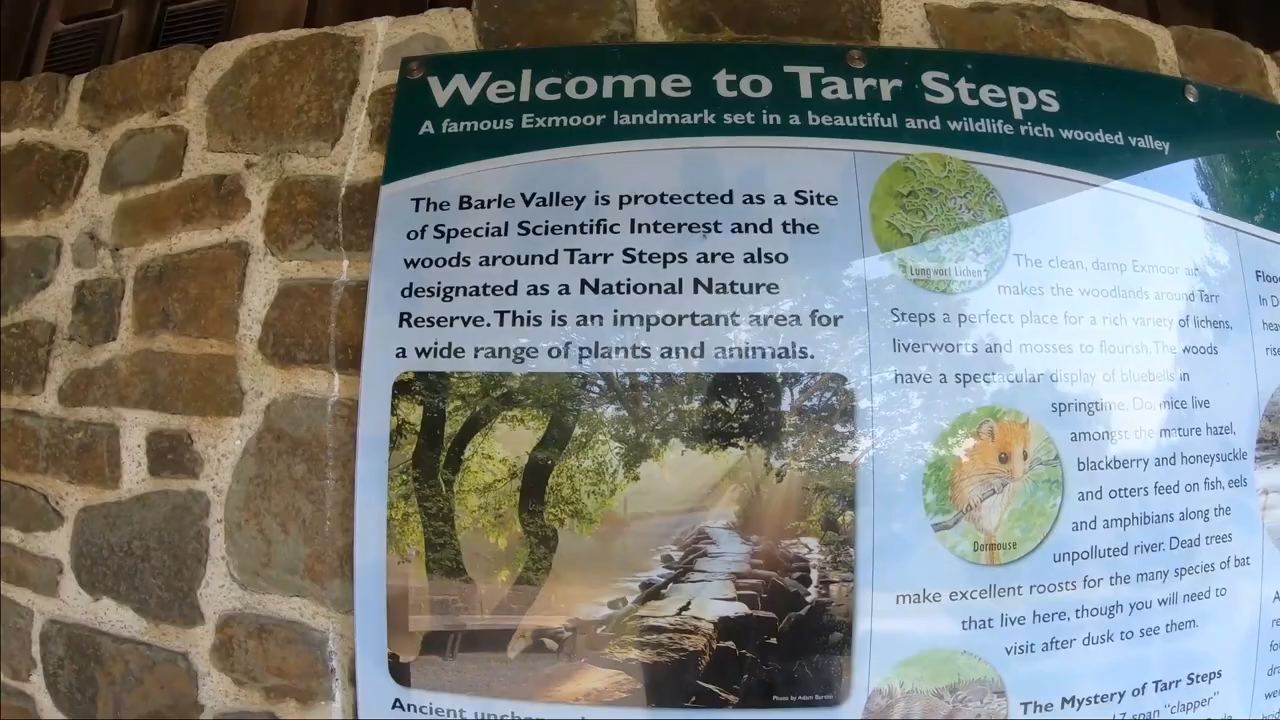 Welcome to Tarr Steps
A famous Exmoor landmark set in a beautiful and wildlife rich wooded valley
The Barle Valley is protected as a Site
of Special Scientific Interest and the
woods around Tarr Steps are also
designated as a National Nature
Reserve. This is an important area for
a wide range of plants and animals.
Photo by Adam Burton
Ancient
Lungwort Lichen
The clean, damp Exmoor air
makes the woodlands around Tarr
Steps a perfect place for a rich variety of lichens,
liverworts and mosses to flourish. The woods
have a spectacular display of bluebells in
springtime. Dormice live
amongst the mature hazel,
blackberry and honeysuckle
and otters feed on fish, eels
and amphibians along the
unpolluted river. Dead trees
make excellent roosts for the many species of bat
that live here, though you will need to
visit after dusk to see them.
Dormouse
The Mystery of Tarr Steps
17 span "clapper"
Floo
In D
hea
rise